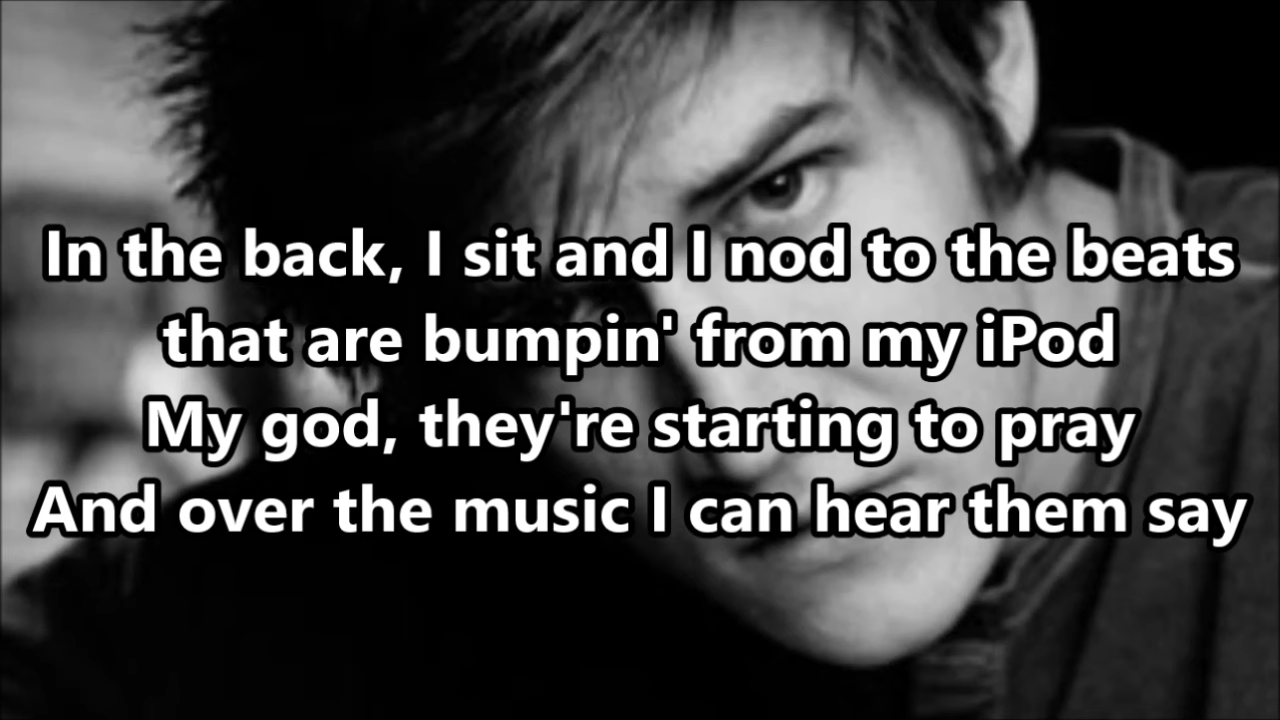 In the back, I sit and I nod to the beats
that are bumpin' from my iPod
My god, they're starting to pray
And over the music I can hear them say